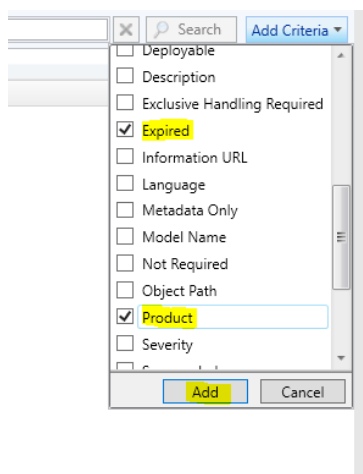 Search Add Criteria
Deployable
Description
Exclusive Handling Required
Expired
Information URL
Language
Metadata Only
Model Name
Not Required
Object Path
Product
Severity
Add Cancel